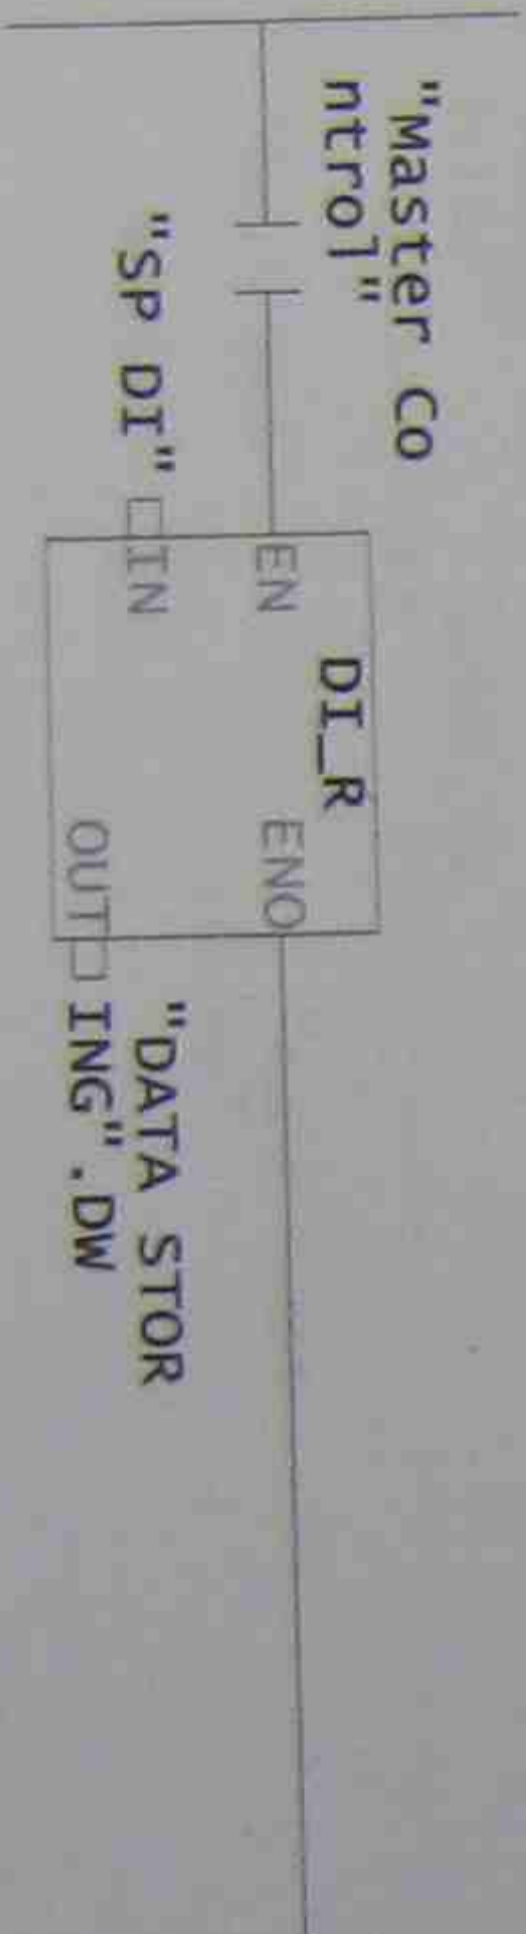 "Master Co
ntrol"
DI_R
EN
ENO
"SP DI"
IN
OUT
"DATA STOR
ING".DW